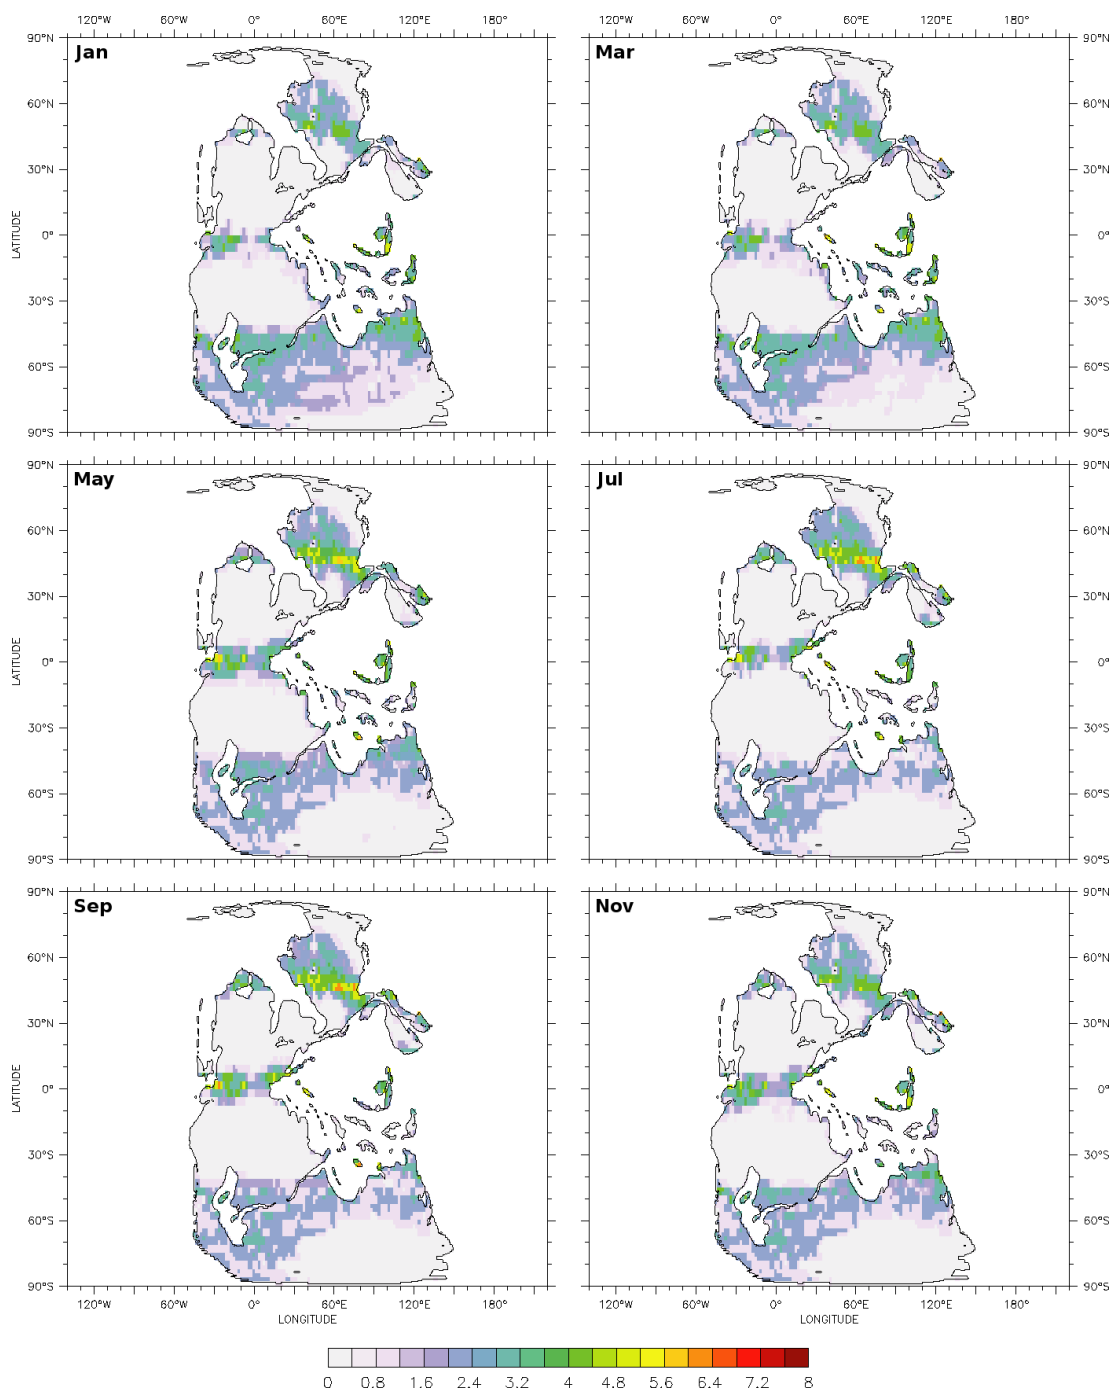 120°W 60°W 0° 60°E 120°E 180° 120°W 60°W 0° 60°E 120°E 180°
90°N Jan Mar 90°N
60°N 60°N
30°N 30°N
LATITUDE
0° 0°
30°S 30°S
60°S 60°S
90°S 90°S
90°N May Jul 90°N
60°N 60°N
30°N 30°N
LATITUDE
0° 0°
30°S 30°S
60°S 60°S
90°S 90°S
90°N Sep Nov 90°N
60°N 60°N
30°N 30°N
LATITUDE
0° 0°
30°S 30°S
60°S 60°S
90°S 90°S
120°W 60°W 0° 60°E 120°E 180° 120°W 60°W 0° 60°E 120°E 180°
LONGITUDE LONGITUDE
0 0.8 1.6 2.4 3.2 4 4.8 5.6 6.4 7.2 8